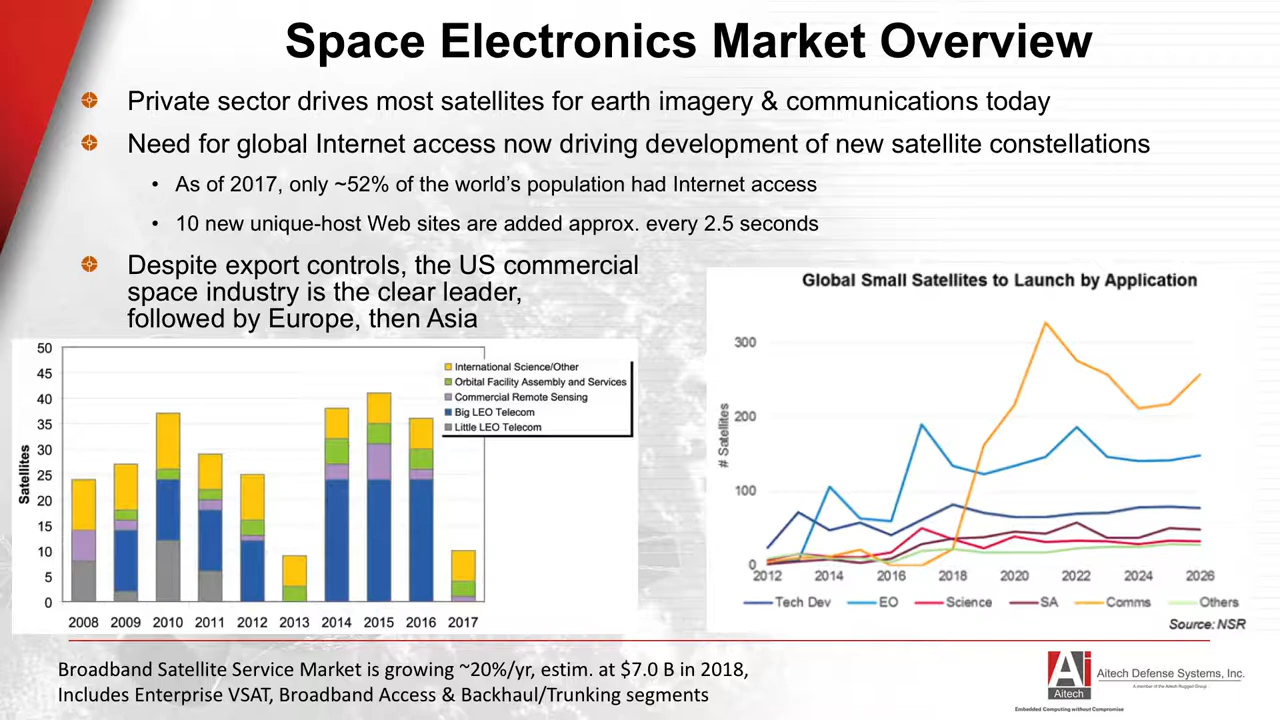 Space Electronics Market Overview
Private sector drives most satellites for earth imagery & communications today
Need for global Internet access now driving development of new satellite constellations
• As of 2017, only ~52% of the world’s population had Internet access
• 10 new unique-host Web sites are added approx. every 2.5 seconds
Despite export controls, the US commercial
space industry is the clear leader,
followed by Europe, then Asia
50
45
40
35
30
25
20
15
10
5
0
Satellites
International Science/Other
Orbital Facility Assembly and Services
Commercial Remote Sensing
Big LEO Telecom
Little LEO Telecom
2008 2009 2010 2011 2012 2013 2014 2015 2016 2017
Global Small Satellites to Launch by Application
300
200
100
0
# Satellites
2012 2014 2016 2018 2020 2022 2024 2026
Tech Dev EO Science SA Comms Others
Source: NSR
Broadband Satellite Service Market is growing ~20%/yr, estim. at $7.0 B in 2018,
Includes Enterprise VSAT, Broadband Access & Backhaul/Trunking segments
Ai
Aitech
Aitech Defense Systems, Inc.
A member of the Aitech Rugged Group
Embedded Computing without Compromise